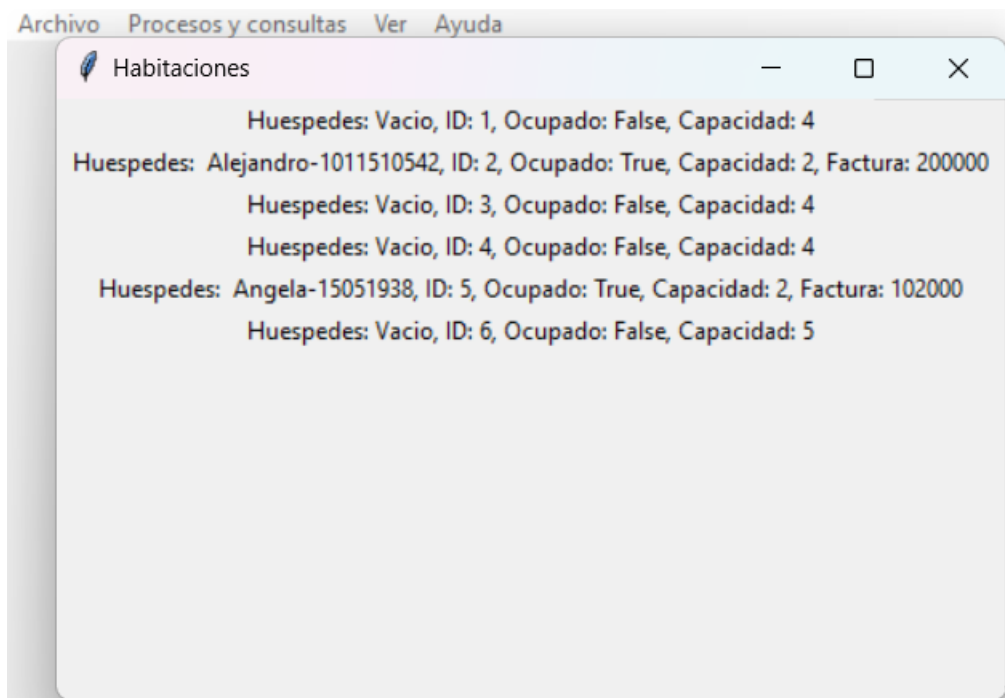 Archivo Procesos y consultas Ver Ayuda
Habitaciones
Huespedes: Vacio, ID: 1, Ocupado: False, Capacidad: 4
Huespedes:  Alejandro-1011510542, ID: 2, Ocupado: True, Capacidad: 2, Factura: 200000
Huespedes: Vacio, ID: 3, Ocupado: False, Capacidad: 4
Huespedes: Vacio, ID: 4, Ocupado: False, Capacidad: 4
Huespedes:  Angela-15051938, ID: 5, Ocupado: True, Capacidad: 2, Factura: 102000
Huespedes: Vacio, ID: 6, Ocupado: False, Capacidad: 5